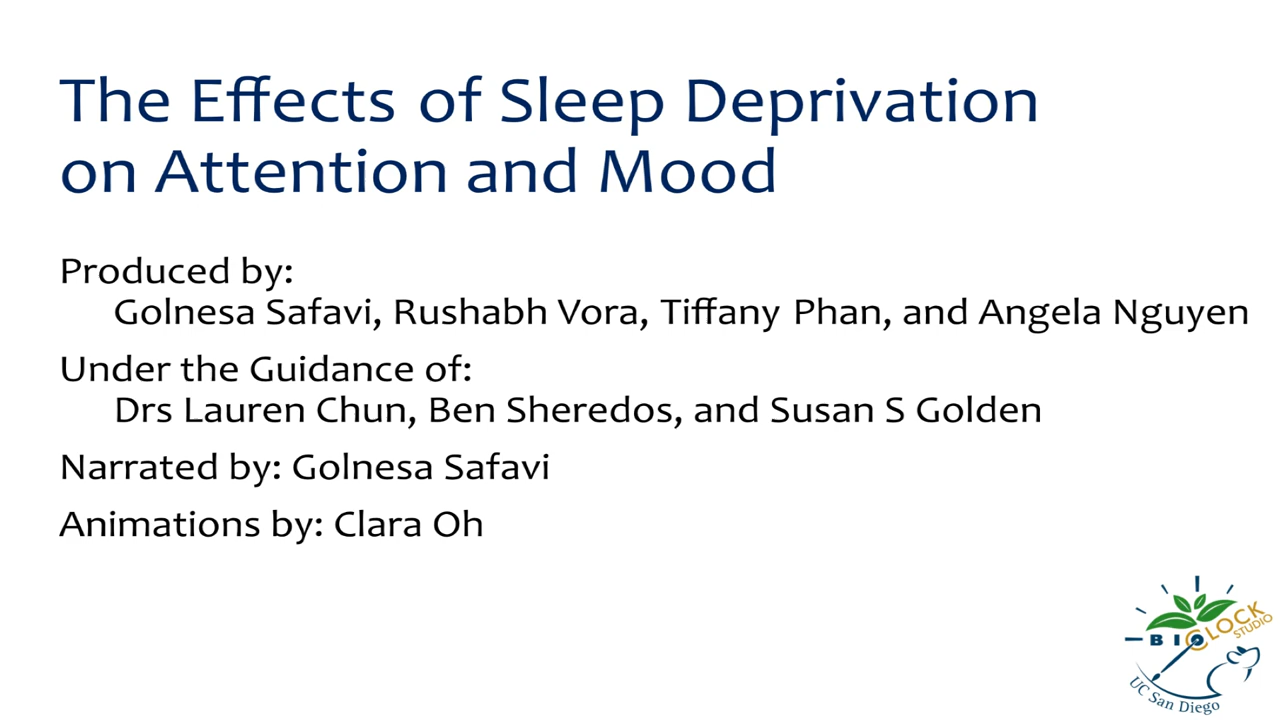 The Effects of Sleep Deprivation
on Attention and Mood
Produced by:
Golnesa Safavi, Rushabh Vora, Tiffany Phan, and Angela Nguyen
Under the Guidance of:
Drs Lauren Chun, Ben Sheredos, and Susan S Golden
Narrated by: Golnesa Safavi
Animations by: Clara Oh
BIOCLOCK
STUDIO
UC San Diego